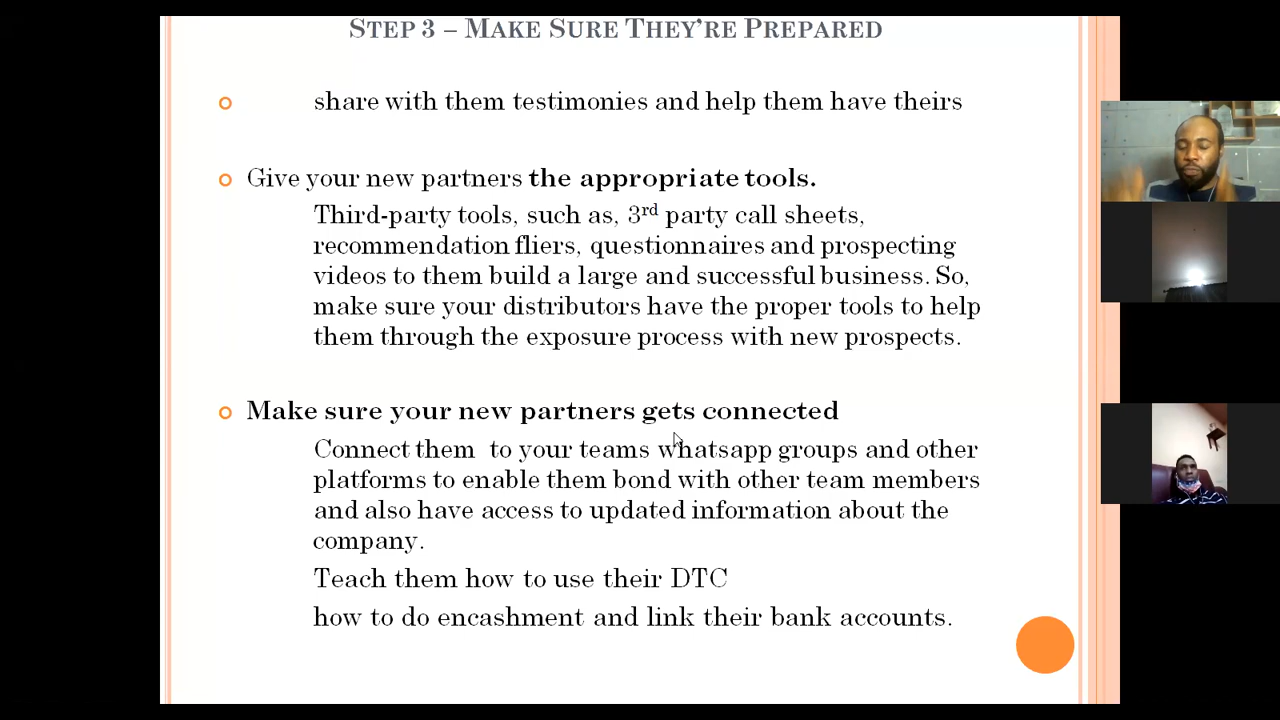 STEP 3 – MAKE SURE THEY'RE PREPARED
share with them testimonies and help them have theirs
Give your new partners the appropriate tools.
Third-party tools, such as, 3rd party call sheets,
recommendation fliers, questionnaires and prospecting
videos to them build a large and successful business. So,
make sure your distributors have the proper tools to help
them through the exposure process with new prospects.
Make sure your new partners gets connected
Connect them to your teams whatsapp groups and other
platforms to enable them bond with other team members
and also have access to updated information about the
company.
Teach them how to use their DTC
how to do encashment and link their bank accounts.